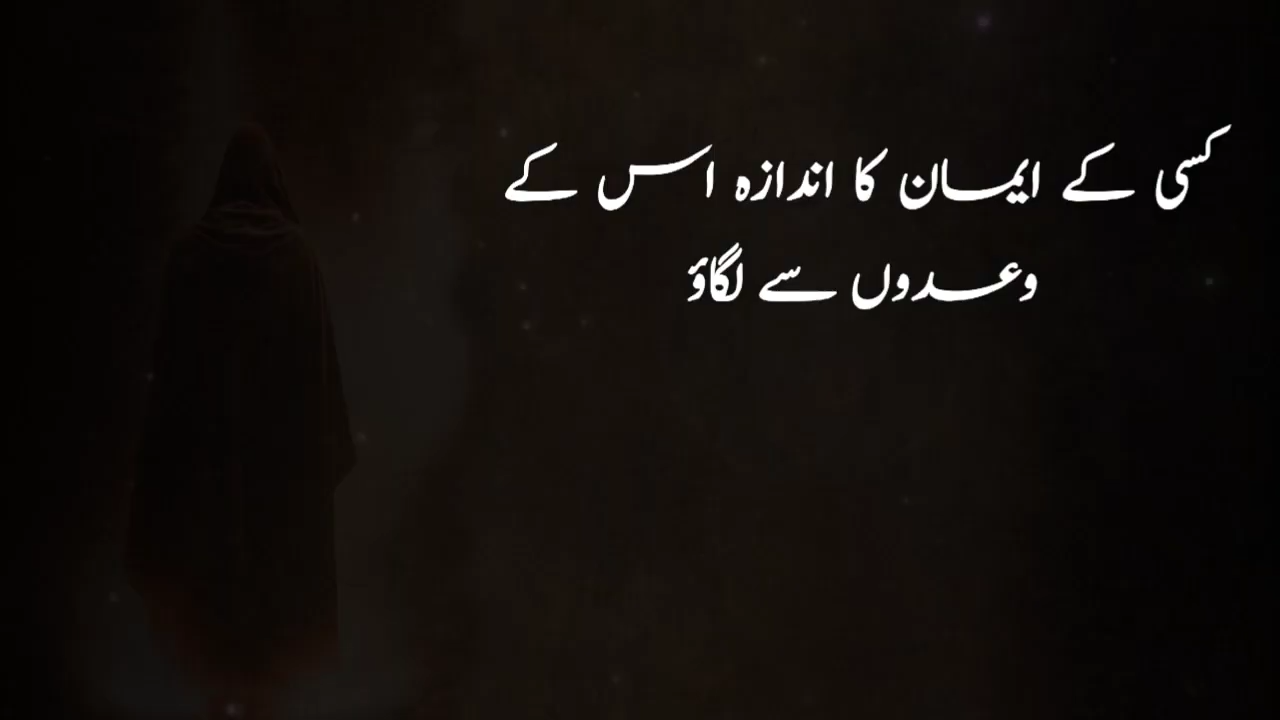 کسی کے ایمان کا اندازہ اس کے
وعدوں سے لگاؤ